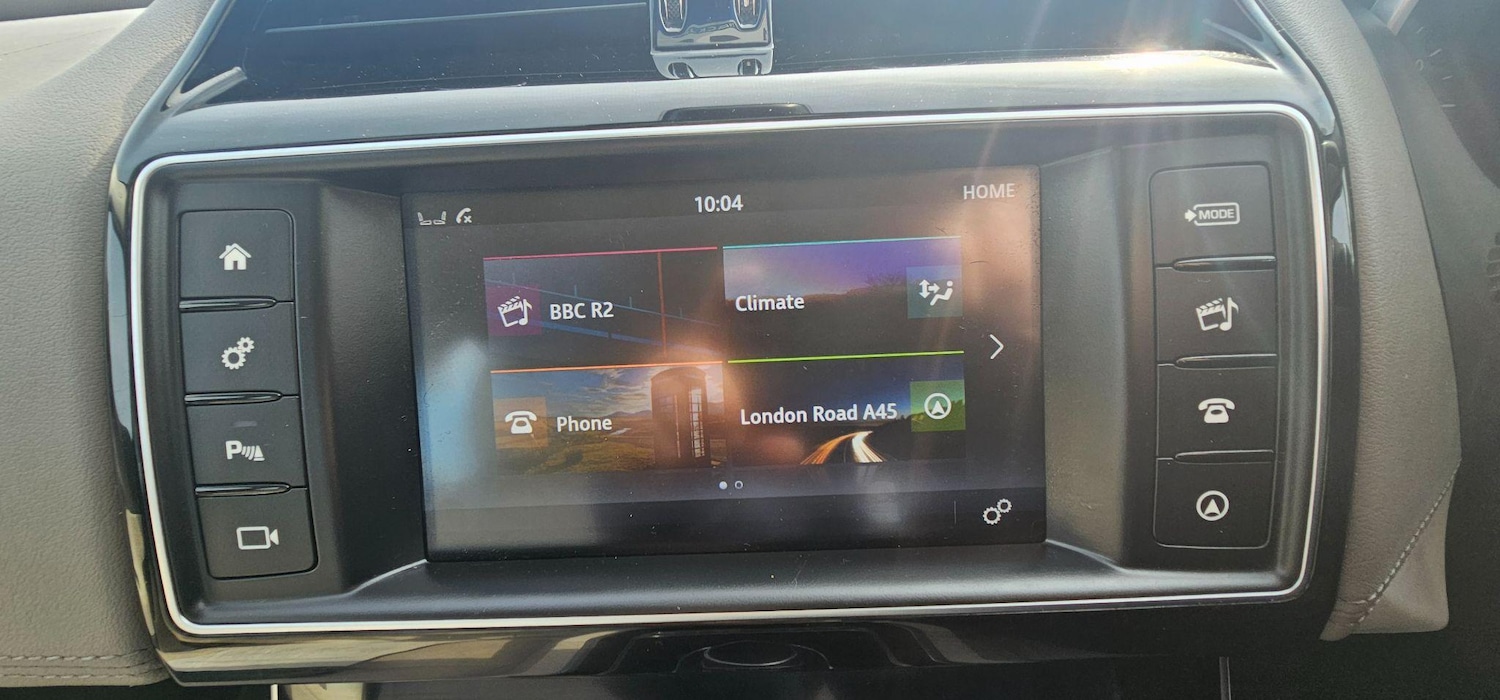 10:04
HOME
MODE
BBC R2
Climate
Phone
London Road A45
P